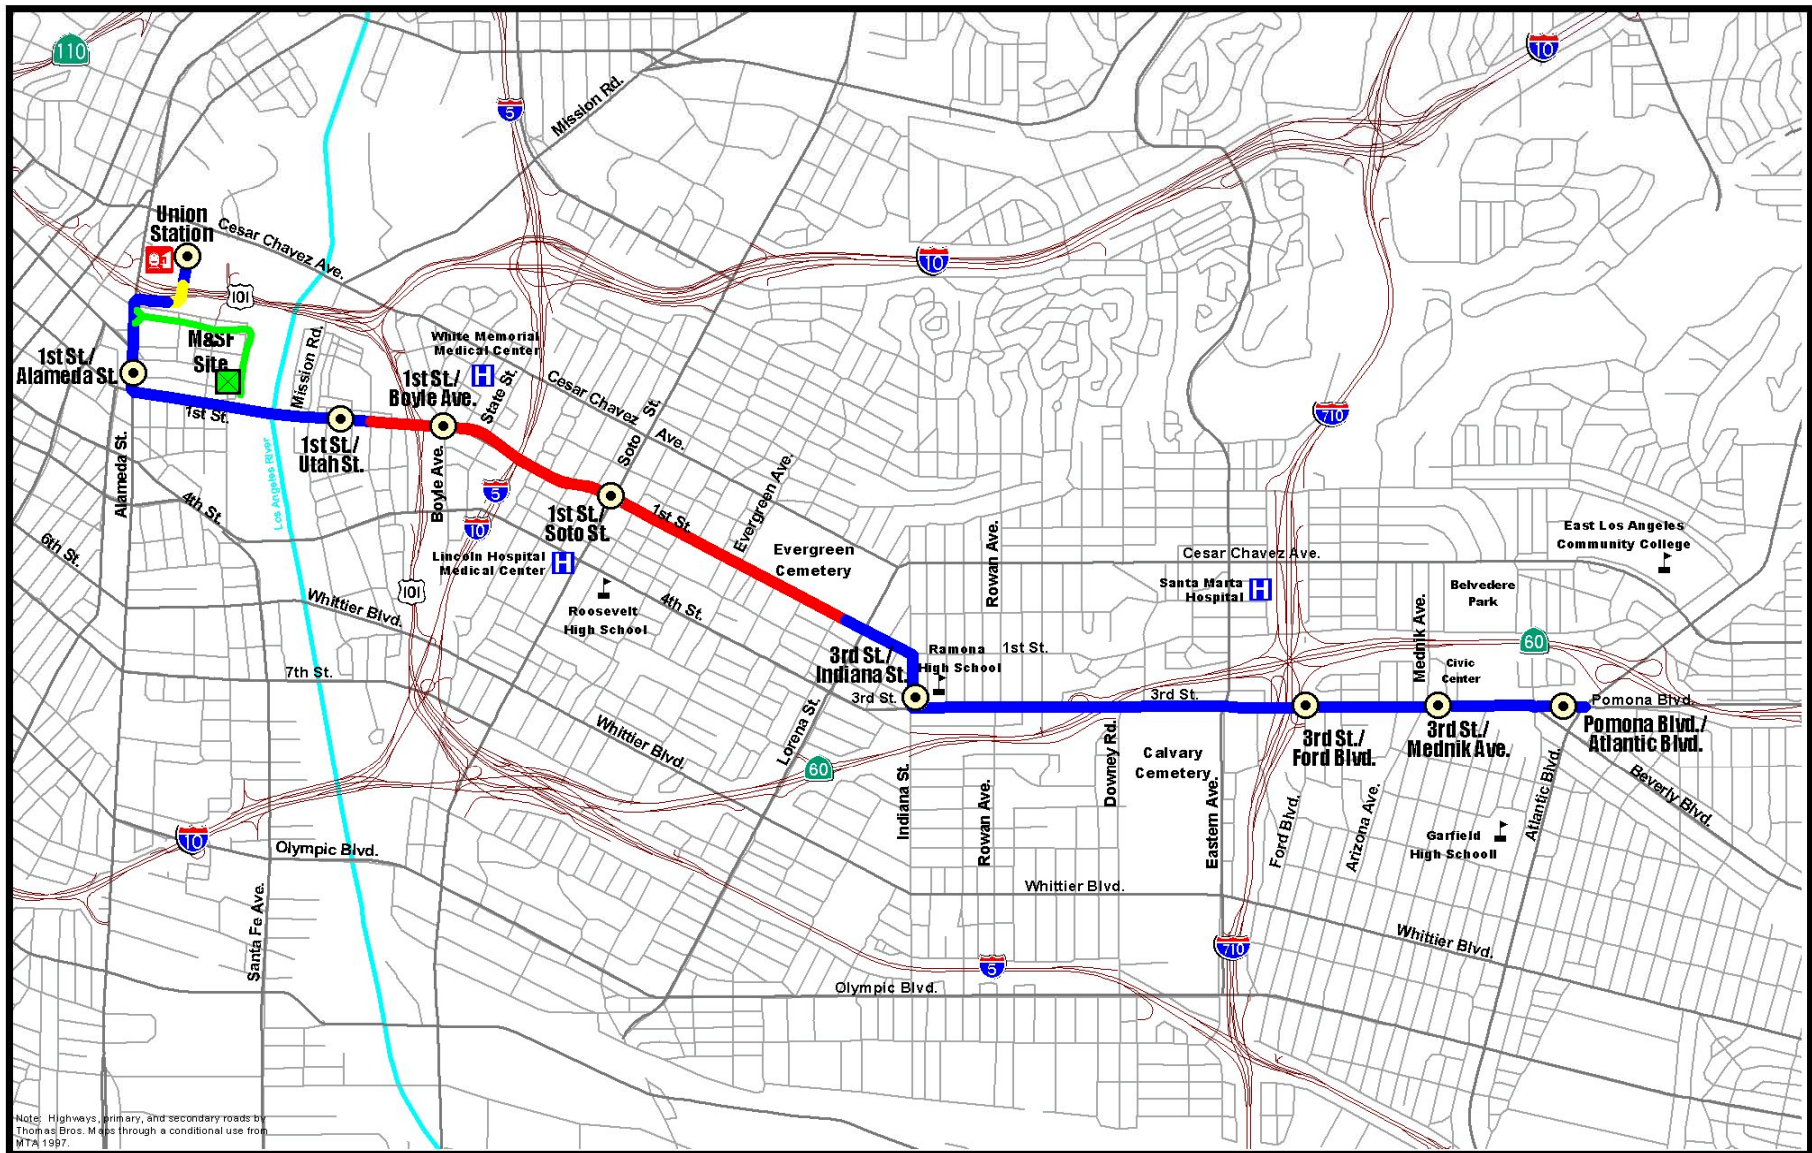 110
10
5
Mission Rd.
Union
Station
Cesar Chavez Ave.
10
101
M&SF
Site
Mission Rd.
White Memorial
Medical Center
H
1st St./
Alameda St.
1st St./
Boyle Ave.
State St.
Cesar Chavez Ave.
Soto St.
710
1st St.
1st St./
Utah St.
Alameda St.
Los Angeles River
Boyle Ave.
4th St.
5
10
1st St./
Soto St.
1st St.
Evergreen Ave.
Evergreen
Cemetery
Rowan Ave.
East Los Angeles
Community College
Cesar Chavez Ave.
6th St.
Lincoln Hospital
Medical Center
H
101
Whittier Blvd.
Roosevelt
High School
4th St.
Santa Marta
Hospital
H
Belvedere
Park
Mednik Ave.
60
3rd St./
Indiana St.
Ramona
High School
1st St.
Civic
Center
7th St.
3rd St.
3rd St.
Pomona Blvd.
Lorena St.
Whittier Blvd.
60
Indiana St.
Rowan Ave.
Downey Rd.
Calvary
Cemetery
Eastern Ave.
3rd St./
Ford Blvd.
3rd St./
Mednik Ave.
Pomona Blvd./
Atlantic Blvd.
Ford Blvd.
Arizona Ave.
Garfield
High Schooll
Atlantic Blvd.
Beverly Blvd.
10
Olympic Blvd.
Santa Fe Ave.
Whittier Blvd.
Whittier Blvd.
710
5
Olympic Blvd.
Note: Highways, primary, and secondary roads by
Thomas Bros. Maps through a conditional use from
MTA 1997.